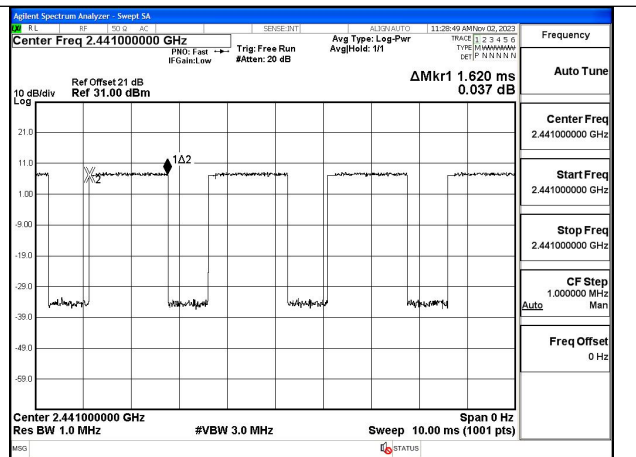 Agilent Spectrum Analyzer - Swept SA
RL RF 50 Ω AC SENSE:INT ALIGN AUTO 11:28:49 AM Nov 02, 2023
Center Freq 2.441000000 GHz
PNO: Fast
IFGain:Low
Trig: Free Run
#Atten: 20 dB
Avg Type: Log-Pwr
Avg|Hold: 1/1
TRACE 1 2 3 4 5 6
TYPE M
DET P N N N N N
ΔMkr1 1.620 ms
0.037 dB
Ref Offset 21 dB
10 dB/div Ref 31.00 dBm
Log
21.0
11.0
1.00
-9.00
-19.0
-29.0
-39.0
-49.0
-59.0
1Δ2
2
Center 2.441000000 GHz Span 0 Hz
Res BW 1.0 MHz #VBW 3.0 MHz Sweep 10.00 ms (1001 pts)
MSG STATUS
Frequency
Auto Tune
Center Freq
2.441000000 GHz
Start Freq
2.441000000 GHz
Stop Freq
2.441000000 GHz
CF Step
1.000000 MHz
Auto Man
Freq Offset
0 Hz